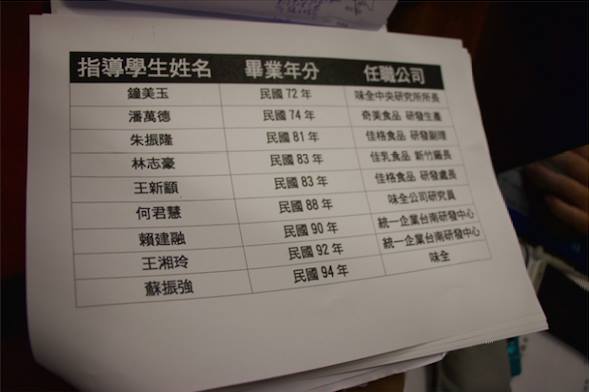 指導學生姓名 畢業年分 任職公司
鐘美玉 民國 72 年 味全中央研究所所長
潘萬德 民國 74 年 奇美食品 研發生產
朱振隆 民國 81 年 佳格食品 研發副理
林志豪 民國 83 年 佳乳食品 新竹廠長
王新顧 民國 83 年 佳格食品 研發處長
何君慧 民國 88 年 味全公司研究員
賴建融 民國 90 年 統一企業台南研發中心
王湘玲 民國 92 年 統一企業台南研發中心
蘇振強 民國 94 年 味全